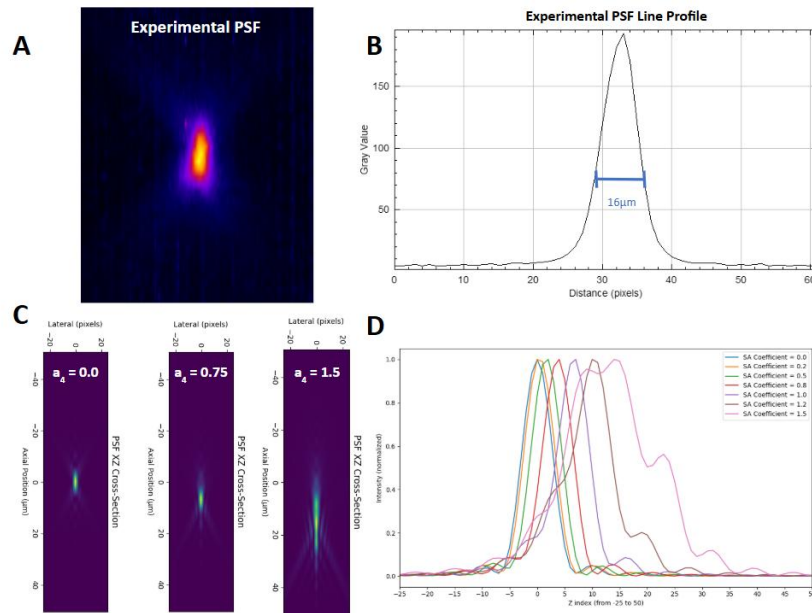 A
Experimental PSF
B
Experimental PSF Line Profile
Gray Value
150
100
50
16µm
0
10
20
30
40
50
60
Distance (pixels)
C
Lateral (pixels)
−20
0
20
a4 = 0.0
−40
−20
0
20
40
Axial Position (µm)
PSF XZ Cross-Section
Lateral (pixels)
−20
0
20
a4 = 0.75
−40
−20
0
20
40
Axial Position (µm)
PSF XZ Cross-Section
Lateral (pixels)
−20
0
20
a4 = 1.5
−40
−20
0
20
40
Axial Position (µm)
PSF XZ Cross-Section
D
Intensity (normalized)
1.0
0.8
0.6
0.4
0.2
0.0
SA Coefficient = 0.0
SA Coefficient = 0.2
SA Coefficient = 0.5
SA Coefficient = 0.8
SA Coefficient = 1.0
SA Coefficient = 1.2
SA Coefficient = 1.5
−25
−20
−15
−10
−5
0
5
10
15
20
25
30
35
40
45
50
Z index (from -25 to 50)